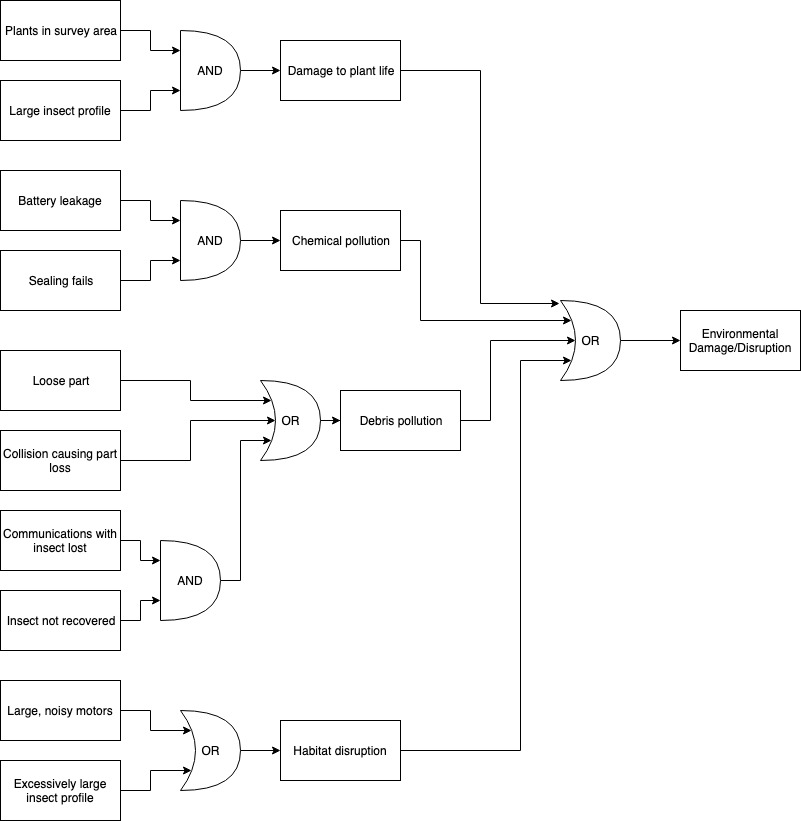 Plants in survey area
AND
Damage to plant life
Large insect profile
Battery leakage
AND
Chemical pollution
Sealing fails
OR
Environmental
Damage/Disruption
Loose part
OR
Debris pollution
Collision causing part
loss
Communications with
insect lost
AND
Insect not recovered
Large, noisy motors
OR
Habitat disruption
Excessively large
insect profile